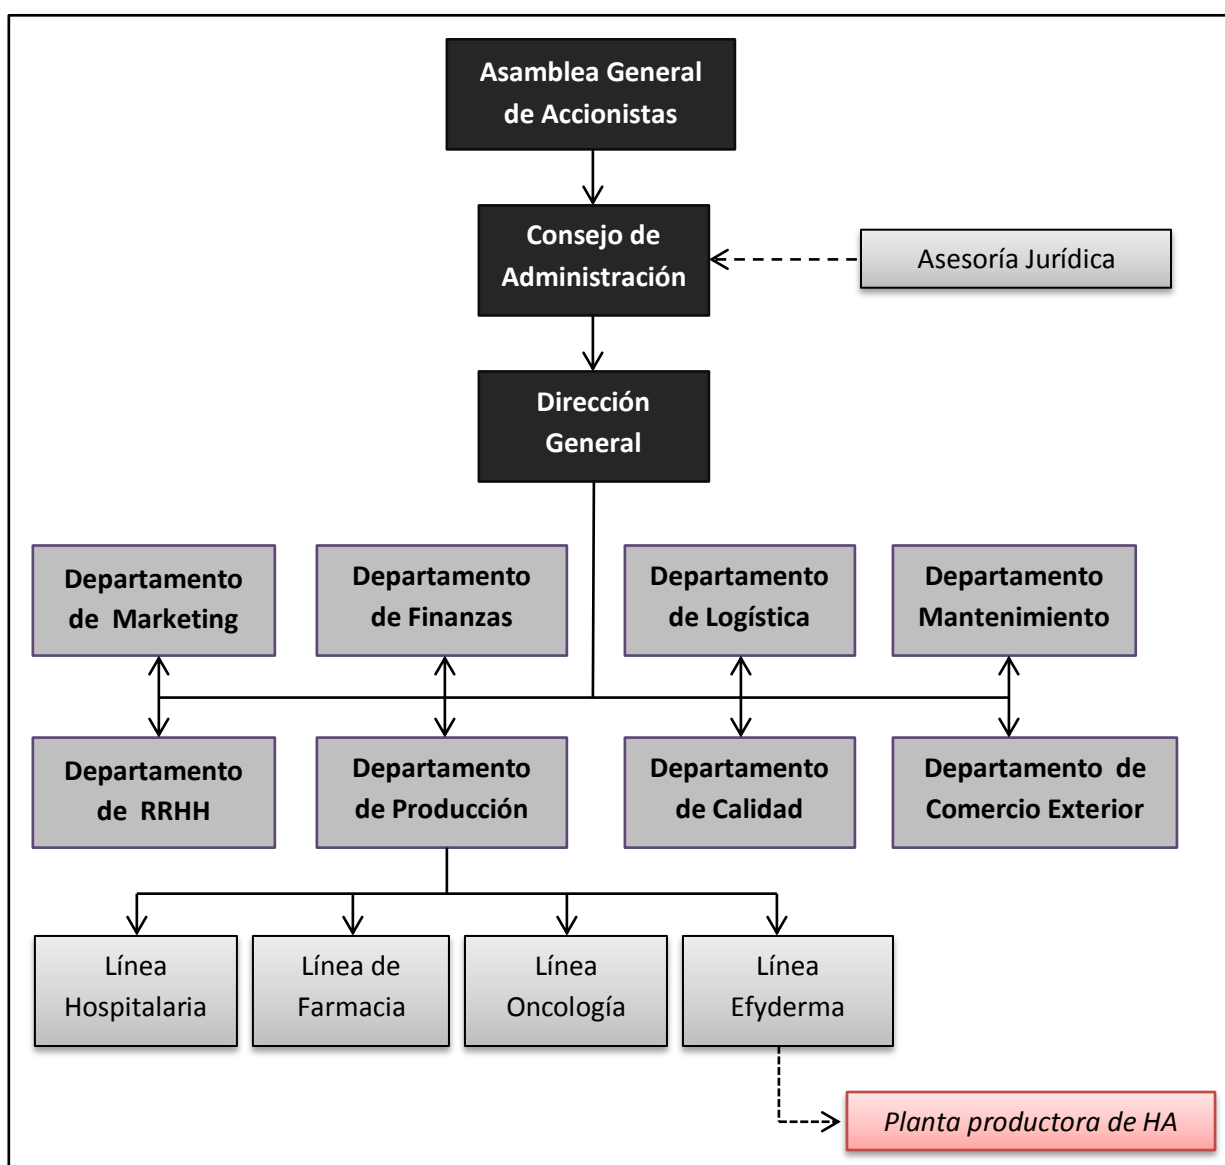 Asamblea General
de Accionistas
Consejo de
Administración
Asesoría Jurídica
Dirección
General
Departamento
de Marketing
Departamento
de Finanzas
Departamento
de Logística
Departamento
Mantenimiento
Departamento
de RRHH
Departamento
de Producción
Departamento
de Calidad
Departamento de
Comercio Exterior
Línea
Hospitalaria
Línea de
Farmacia
Línea
Oncología
Línea
Efyderma
Planta productora de HA